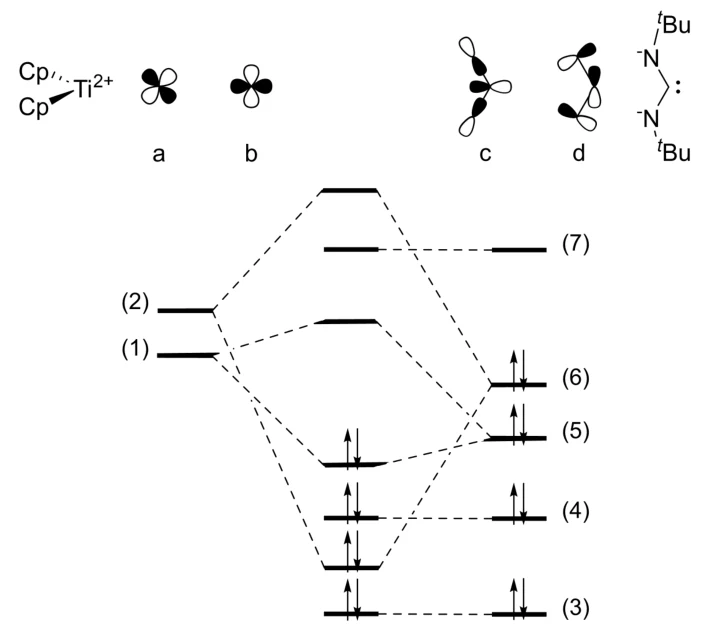 Cp
Cp
Ti²⁺
ᵗBu
⁻N
:
⁻N
ᵗBu
a b c d
(7)
(2)
(1)
(6)
(5)
(4)
(3)